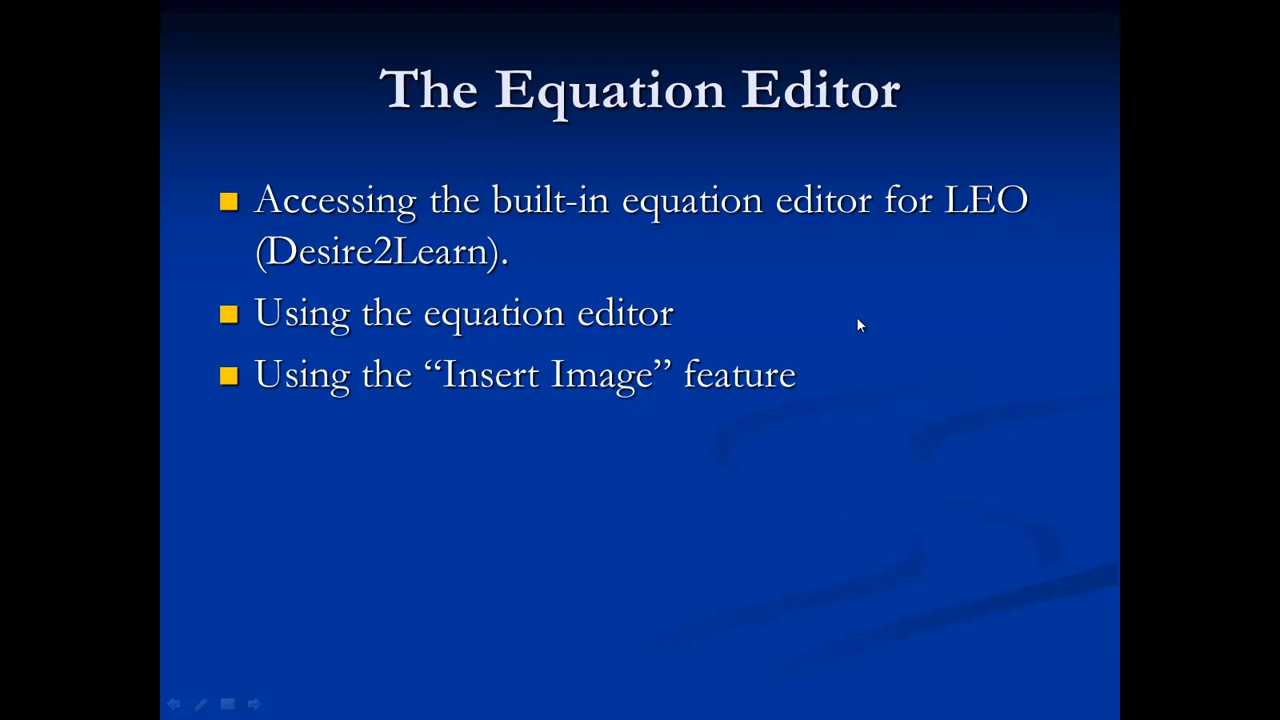 The Equation Editor
Accessing the built-in equation editor for LEO
(Desire2Learn).
Using the equation editor
Using the “Insert Image” feature